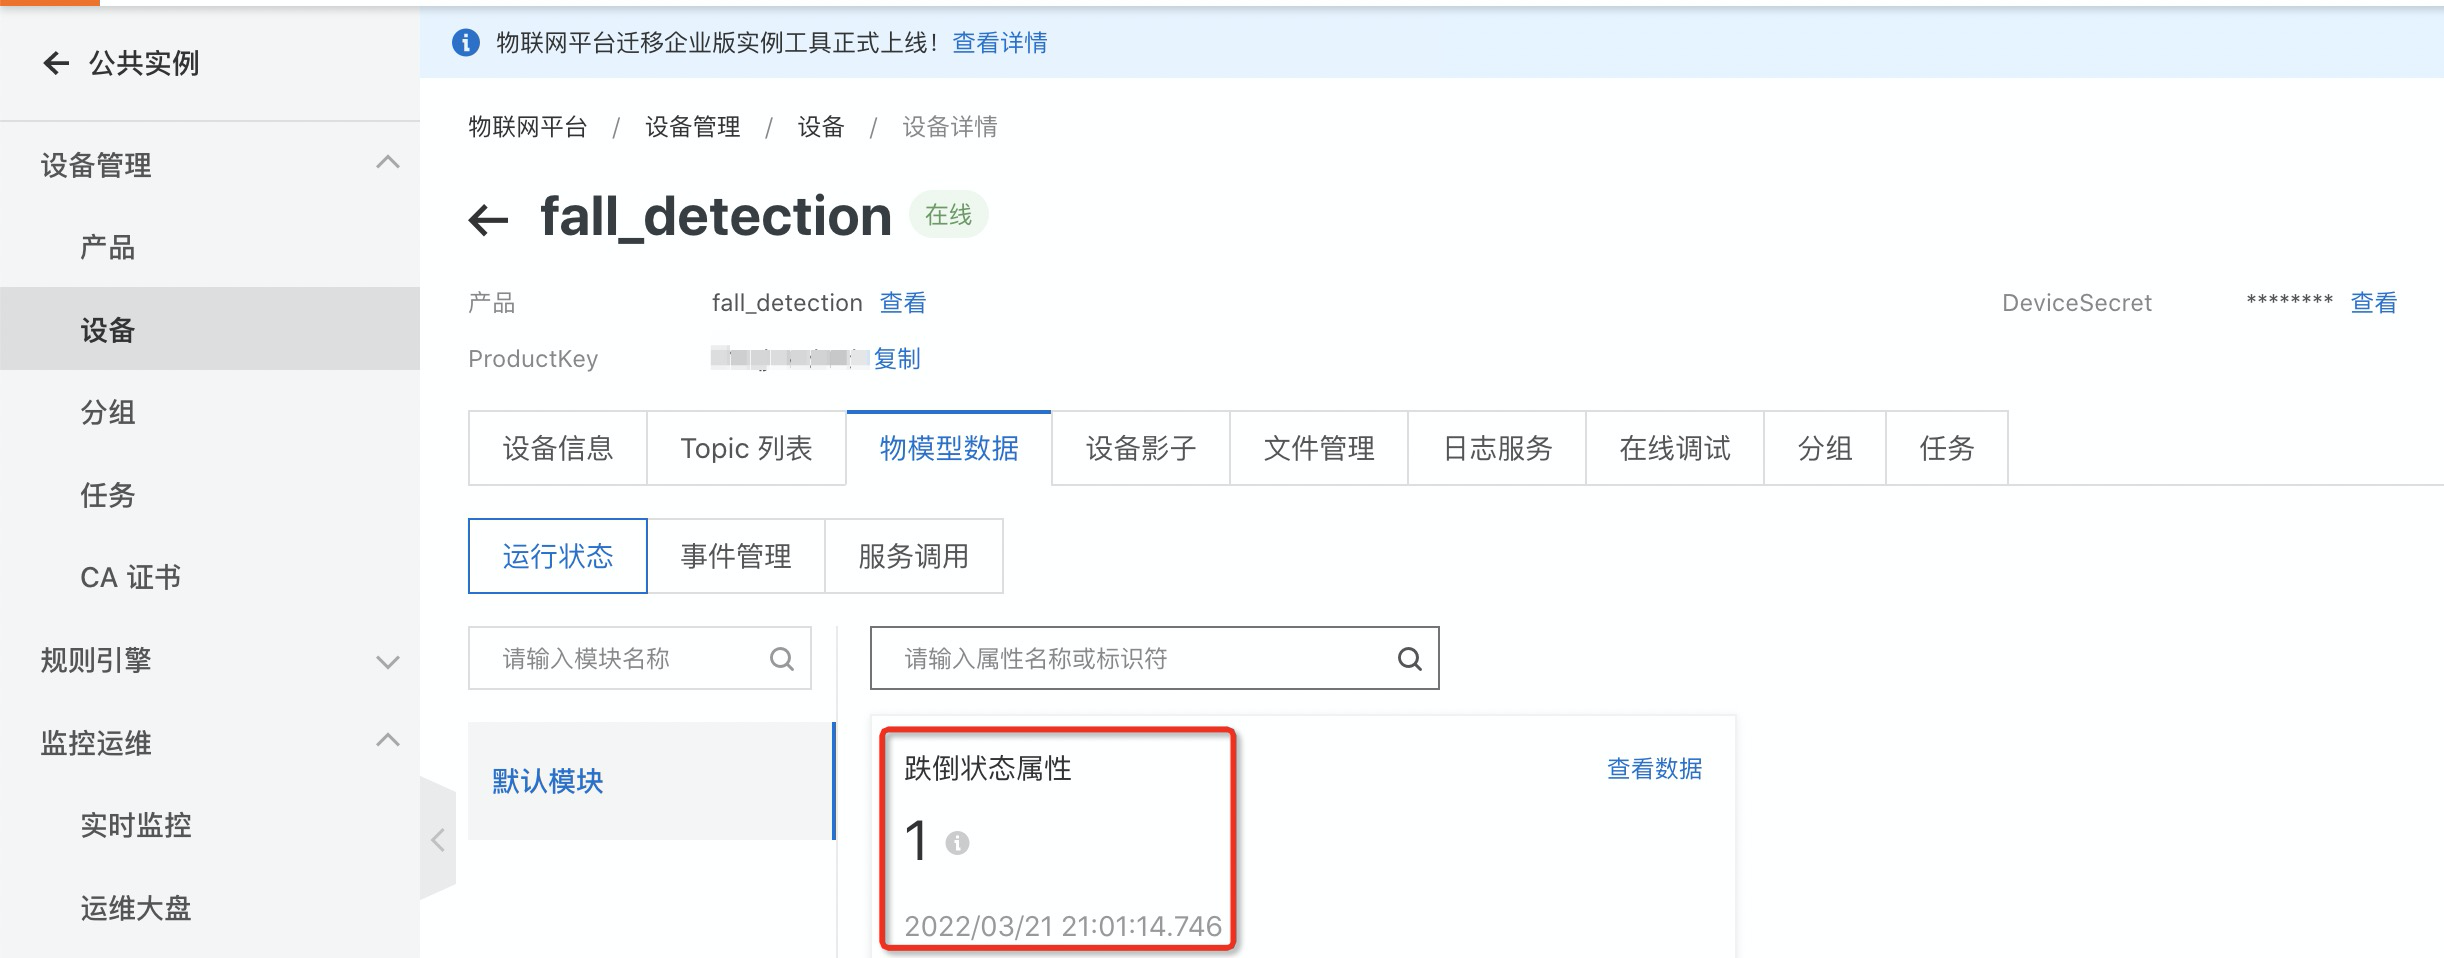 公共实例
设备管理
产品
设备
分组
任务
CA 证书
规则引擎
监控运维
实时监控
运维大盘
物联网平台迁移企业版实例工具正式上线！ 查看详情
物联网平台 / 设备管理 / 设备 / 设备详情
fall_detection 在线
产品 fall_detection 查看 DeviceSecret ******** 查看
ProductKey 复制
设备信息 Topic 列表 物模型数据 设备影子 文件管理 日志服务 在线调试 分组 任务
运行状态 事件管理 服务调用
请输入模块名称 请输入属性名称或标识符
默认模块
跌倒状态属性 查看数据
1
2022/03/21 21:01:14.746